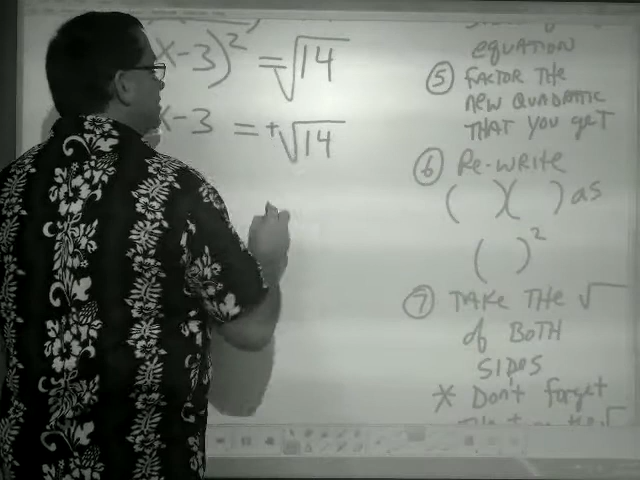 x-3)² = √14
x-3 = +√14
EQUATION
⑤ FACTOR THE
NEW QUADRATIC
THAT YOU GET
⑥ Re-WRITE
( )( ) as
( )²
⑦ TAKE THE √
of BOTH
SIDES
* Don't forget